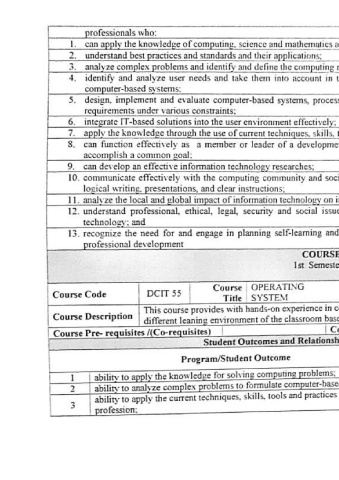 professionals who:
1. can apply the knowledge of computing, science and mathematics a
2. understand best practices and standards and their applications;
3. analyze complex problems and identify and define the computing
4. identify and analyze user needs and take them into account in t
computer-based systems;
5. design, implement and evaluate computer-based systems, proces
requirements under various constraints;
6. integrate IT-based solutions into the user environment effectively;
7. apply the knowledge through the use of current techniques, skills, t
8. can function effectively as a member or leader of a developme
accomplish a common goal;
9. can develop an effective information technology researches;
10. communicate effectively with the computing community and soci
logical writing, presentations, and clear instructions;
11. analyze the local and global impact of information technology on i
12. understand professional, ethical, legal, security and social issu
technology; and
13. recognize the need for and engage in planning self-learning and
professional development
COURSE
1st Semeste
Course Code DCIT 55 Course Title OPERATING SYSTEM
Course Description This course provides with hands-on experience in c
different leaning environment of the classroom base
Course Pre- requisites /(Co-requisites) Co
Student Outcomes and Relationsh
Program/Student Outcome
1 ability to apply the knowledge for solving computing problems;
2 ability to analyze complex problems to formulate computer-base
3 ability to apply the current techniques, skills, tools and practices
profession;